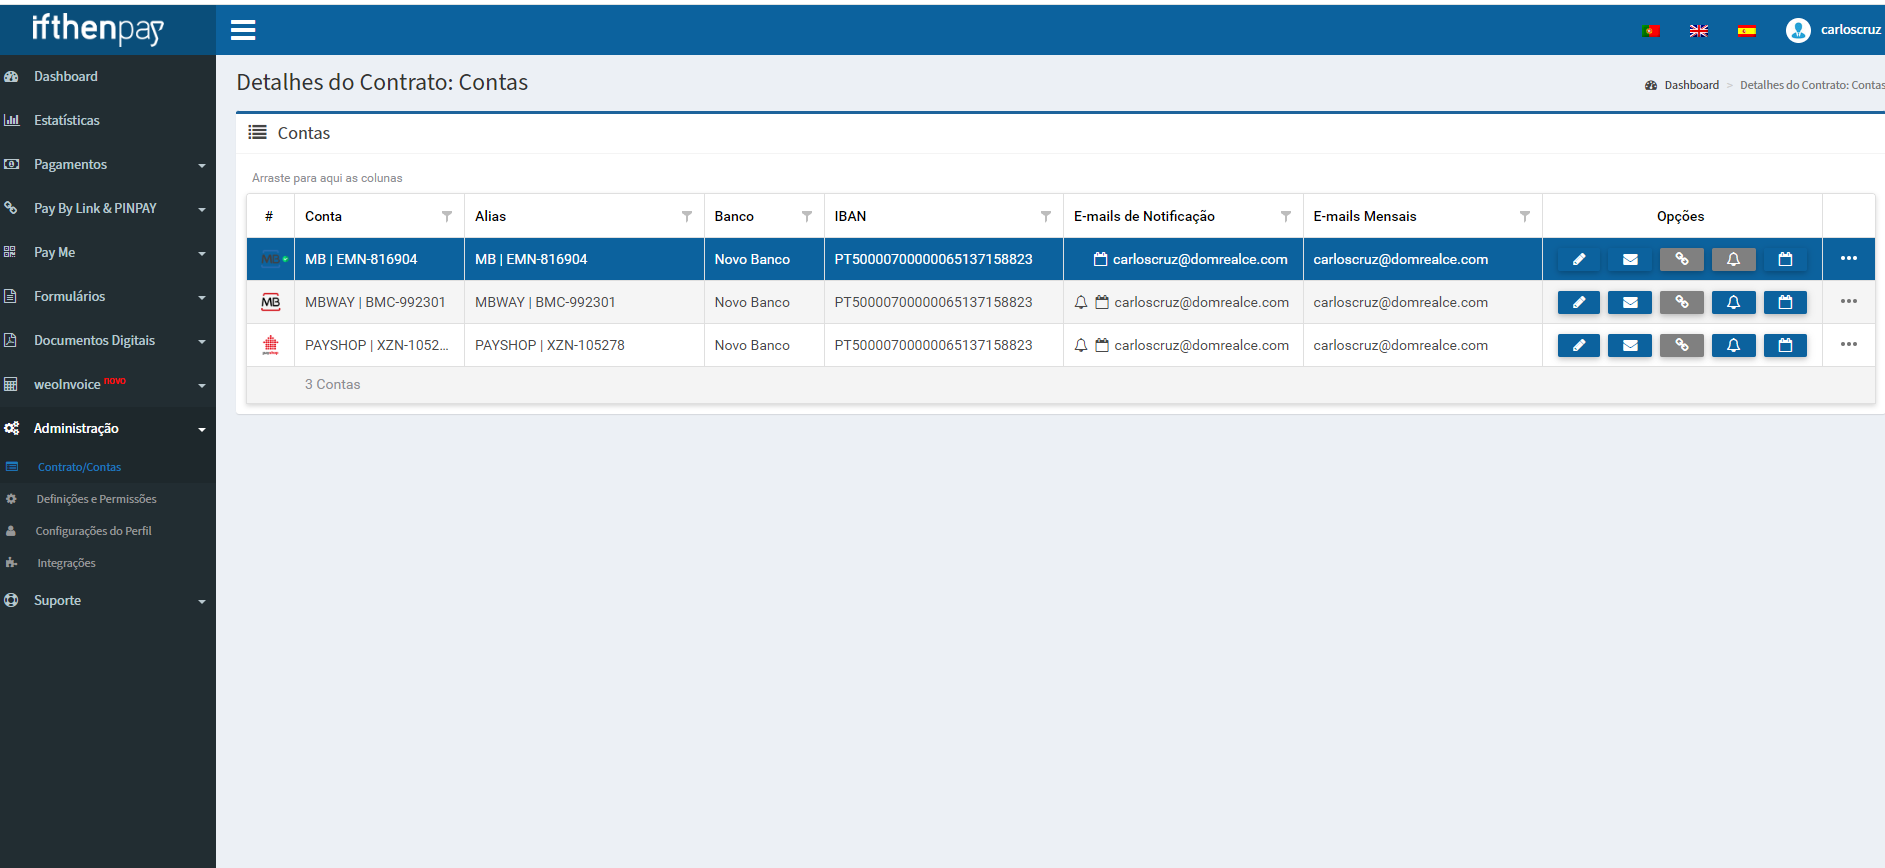 ifthenpay
carloscruz
Dashboard
Estatísticas
Pagamentos
Pay By Link & PINPAY
Pay Me
Formulários
Documentos Digitais
weoInvoice novo
Administração
Contrato/Contas
Definições e Permissões
Configurações do Perfil
Integrações
Suporte
Detalhes do Contrato: Contas
Dashboard > Detalhes do Contrato: Contas
Contas
Arraste para aqui as colunas
# Conta Alias Banco IBAN E-mails de Notificação E-mails Mensais Opções
MB MB | EMN-816904 MB | EMN-816904 Novo Banco PT50000700000065137158823 carloscruz@domrealce.com carloscruz@domrealce.com
MB MBWAY | BMC-992301 MBWAY | BMC-992301 Novo Banco PT50000700000065137158823 carloscruz@domrealce.com carloscruz@domrealce.com
payshop PAYSHOP | XZN-1052... PAYSHOP | XZN-105278 Novo Banco PT50000700000065137158823 carloscruz@domrealce.com carloscruz@domrealce.com
3 Contas